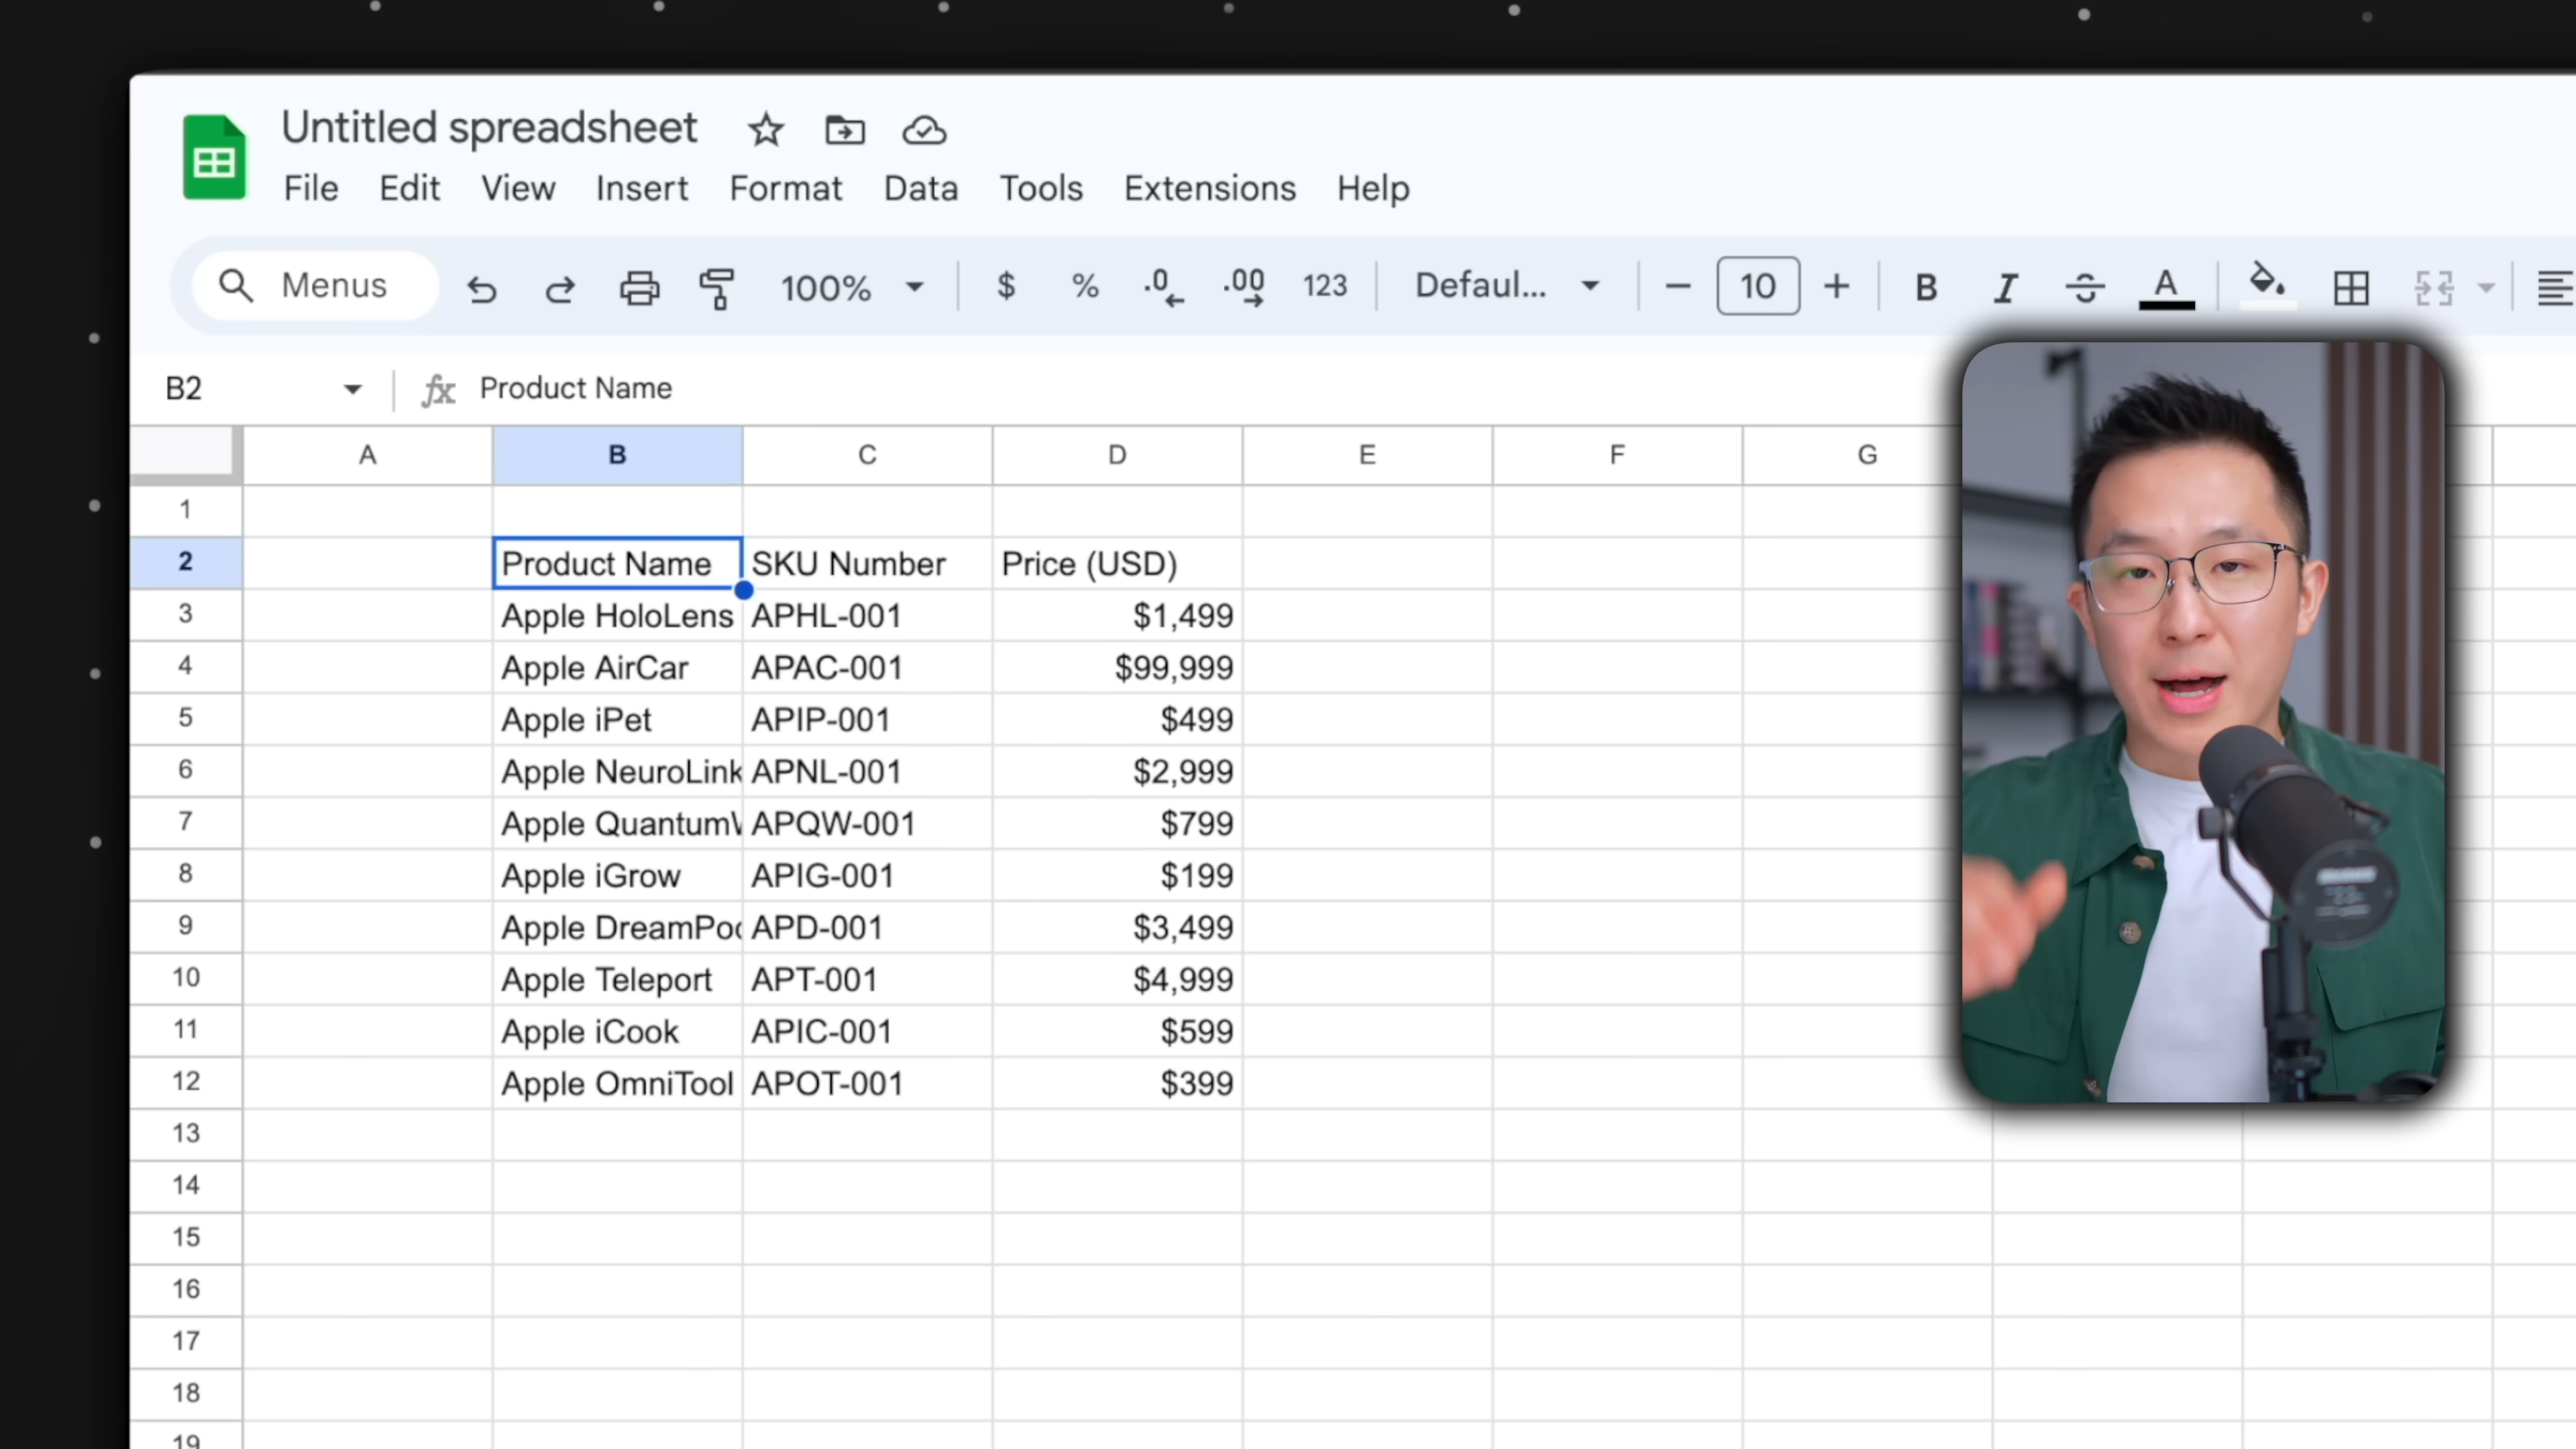 Untitled spreadsheet
File Edit View Insert Format Data Tools Extensions Help
Menus 100% $ % .0 .00 123 Defaul... 10 B I A
B2 fx Product Name
A B C D E F G
1
2 Product Name SKU Number Price (USD)
3 Apple HoloLens APHL-001 $1,499
4 Apple AirCar APAC-001 $99,999
5 Apple iPet APIP-001 $499
6 Apple NeuroLink APNL-001 $2,999
7 Apple Quantum APQW-001 $799
8 Apple iGrow APIG-001 $199
9 Apple DreamPo APD-001 $3,499
10 Apple Teleport APT-001 $4,999
11 Apple iCook APIC-001 $599
12 Apple OmniTool APOT-001 $399
13
14
15
16
17
18
19